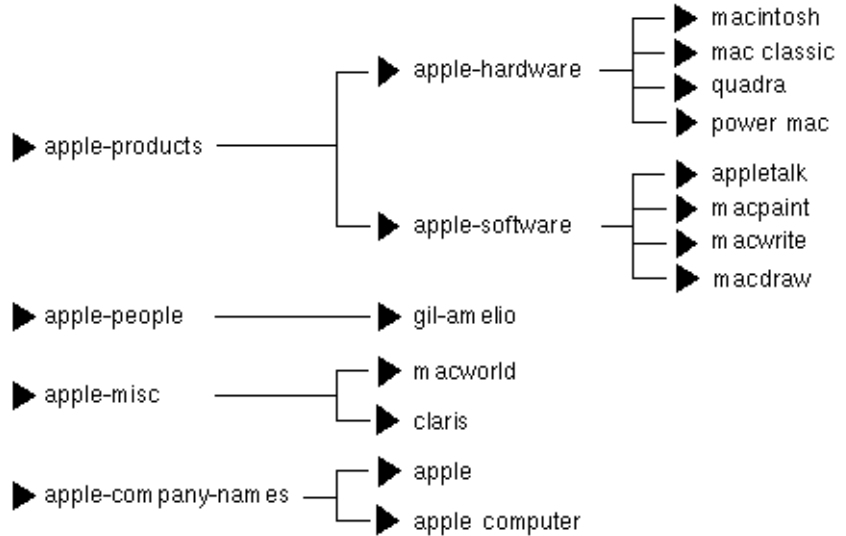 macintosh
apple-hardware
mac classic
quadra
power mac
apple-products
appletalk
apple-software
macpaint
macwrite
macdraw
apple-people
gil-amelio
apple-misc
macworld
claris
apple-company-names
apple
apple computer